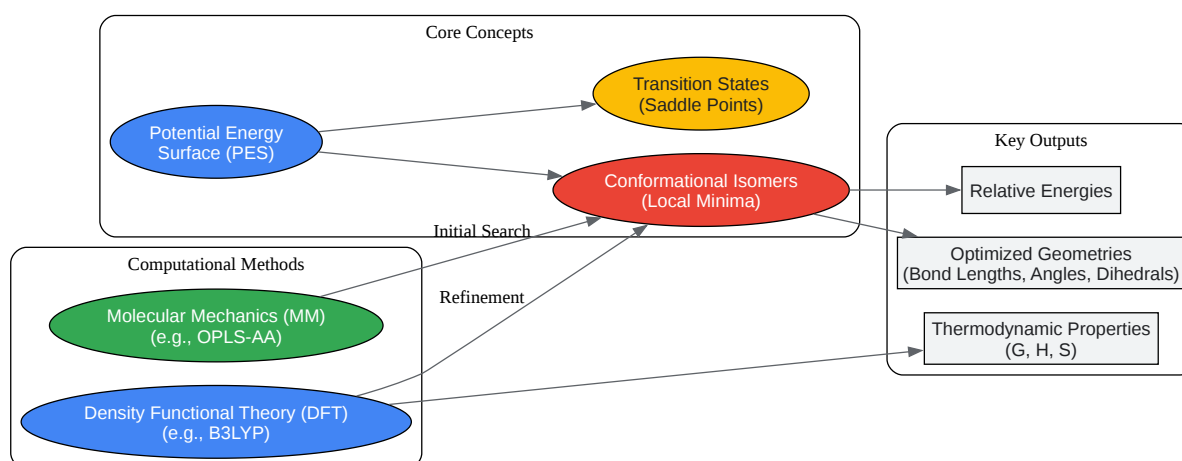 Core Concepts
Transition States
(Saddle Points)
Potential Energy
Surface (PES)
Conformational Isomers
(Local Minima)
Key Outputs
Relative Energies
Optimized Geometries
(Bond Lengths, Angles, Dihedrals)
Thermodynamic Properties
(G, H, S)
Initial Search
Refinement
Computational Methods
Molecular Mechanics (MM)
(e.g., OPLS-AA)
Density Functional Theory (DFT)
(e.g., B3LYP)